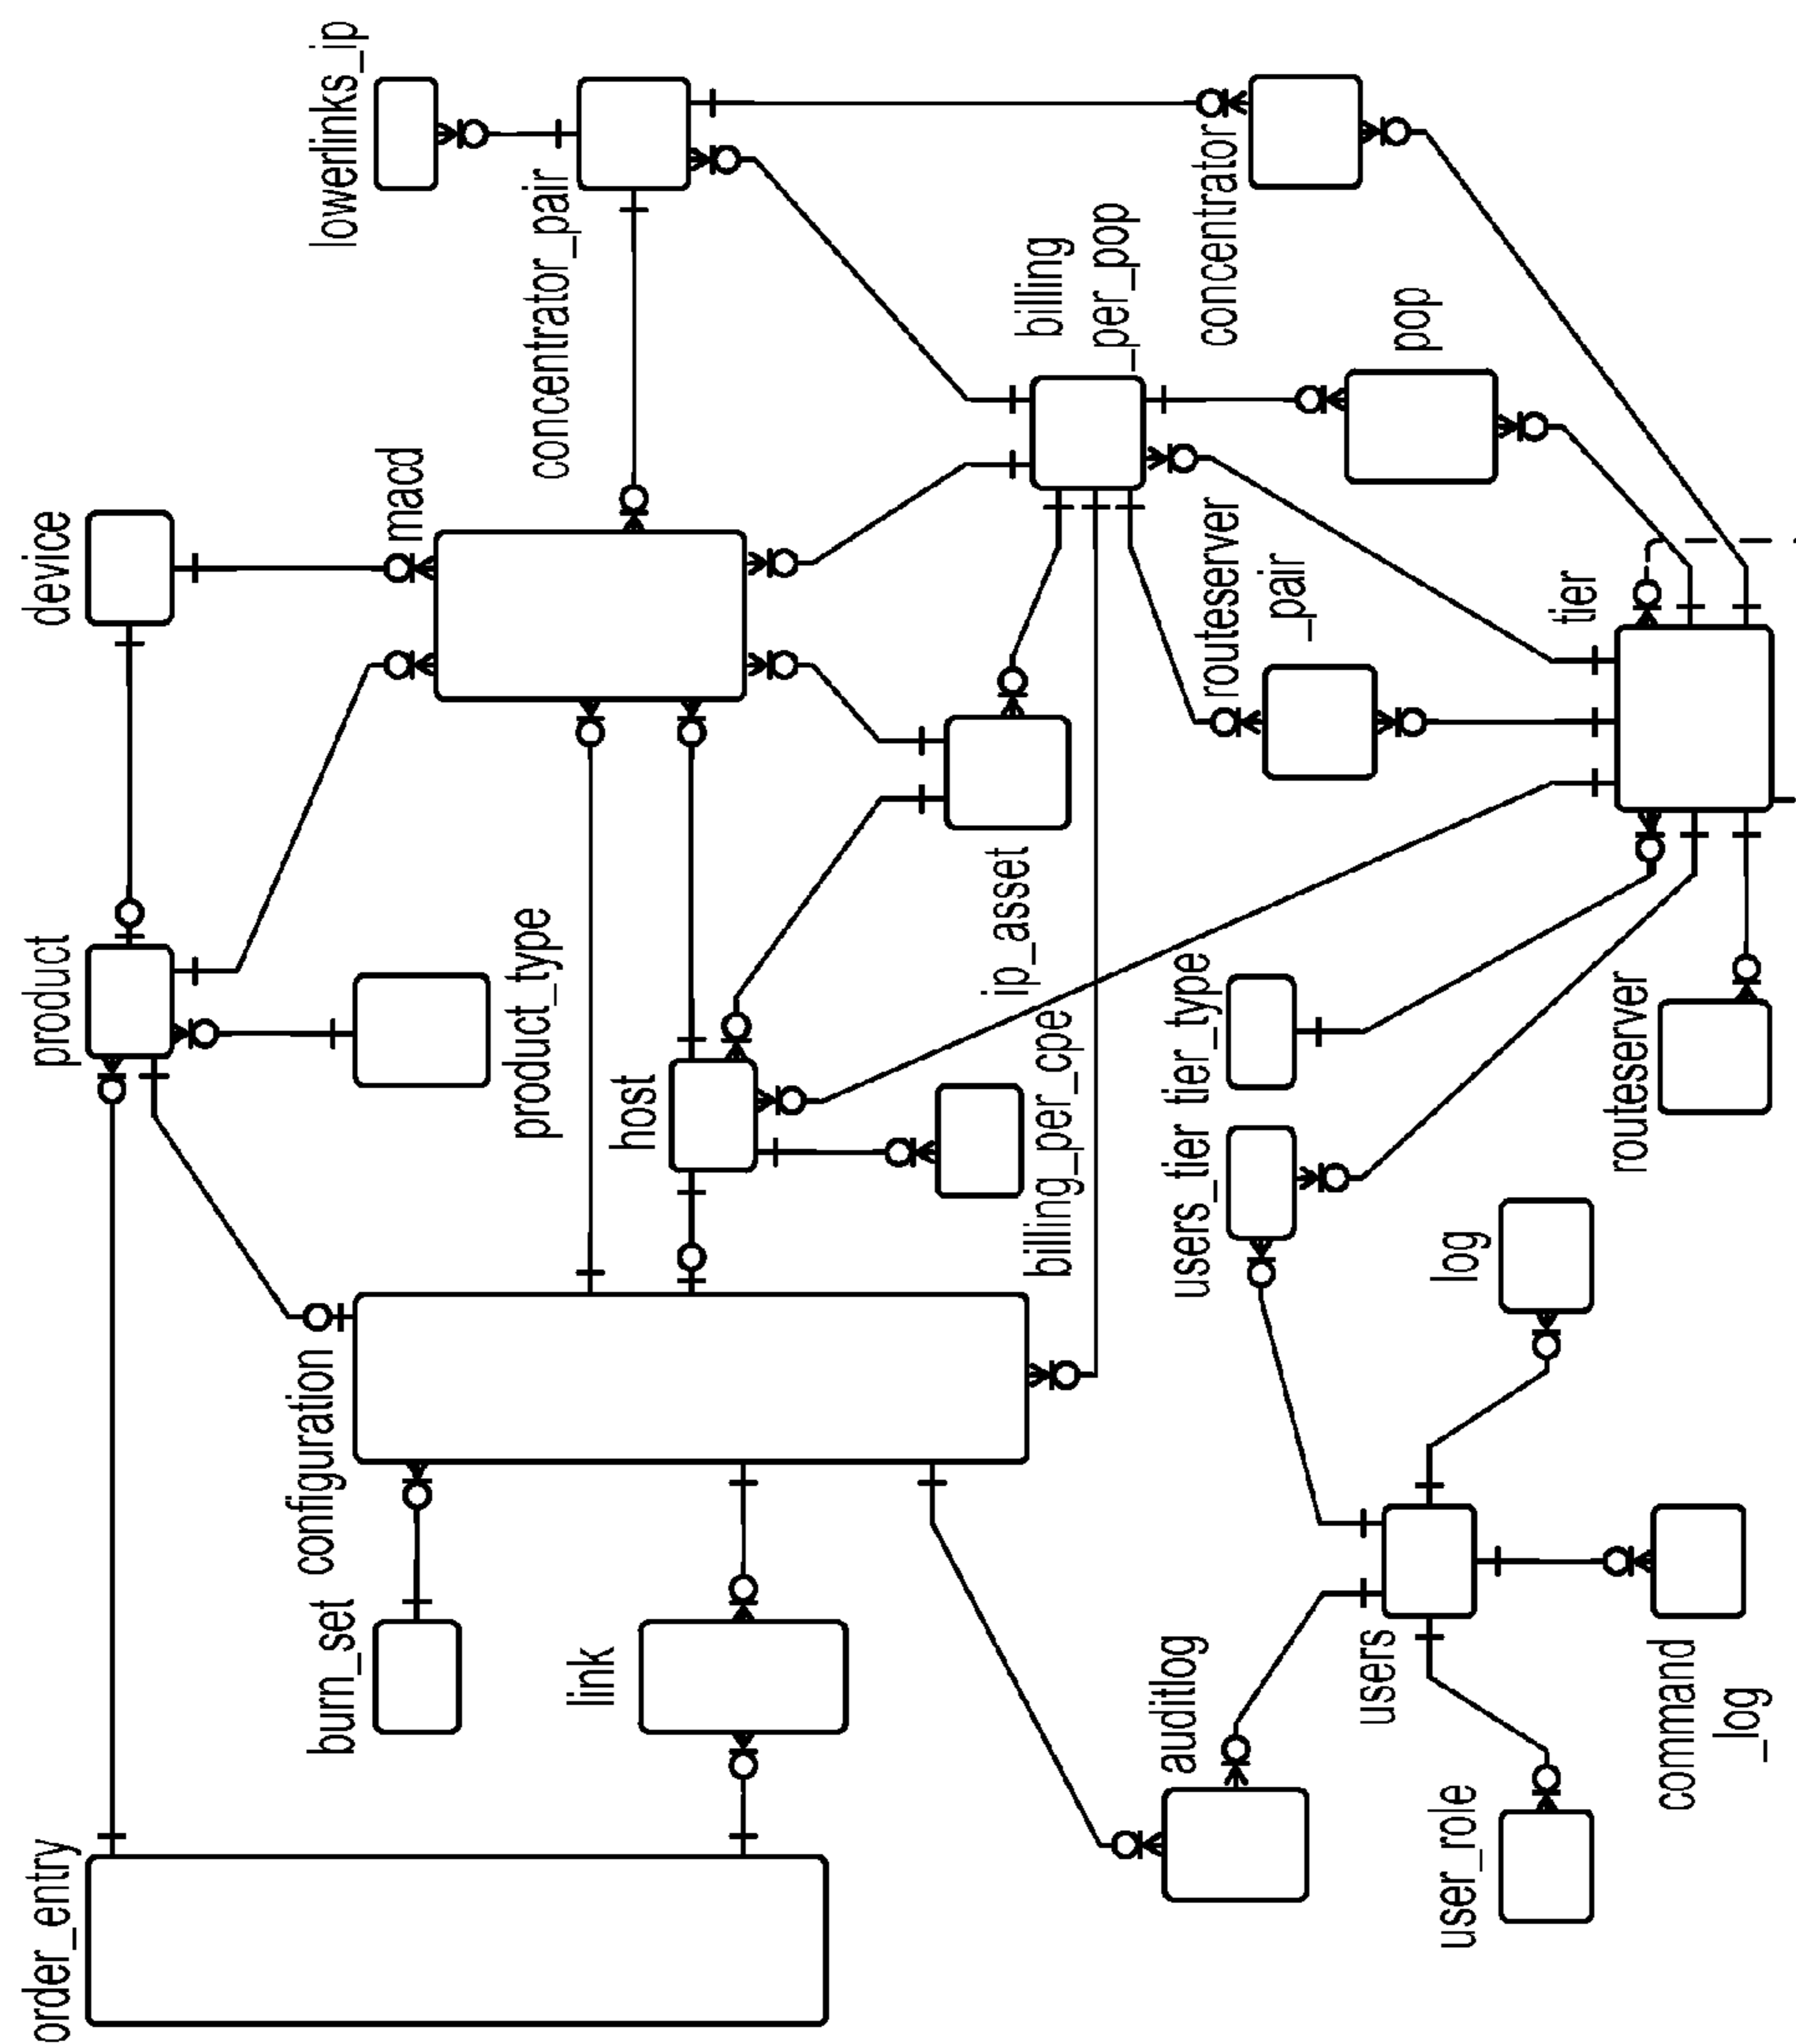 order_entry
product
device
burn_set
configuration
product_type
macd
lowerlinks_ip
link
host
concentrator_pair
ip_asset
billing_per_cpe
billing
_per_pop
auditlog
users_tier
tier_type
routeserver
_pair
concentrator
users
log
pop
user_role
command
_log
routeserver
tier